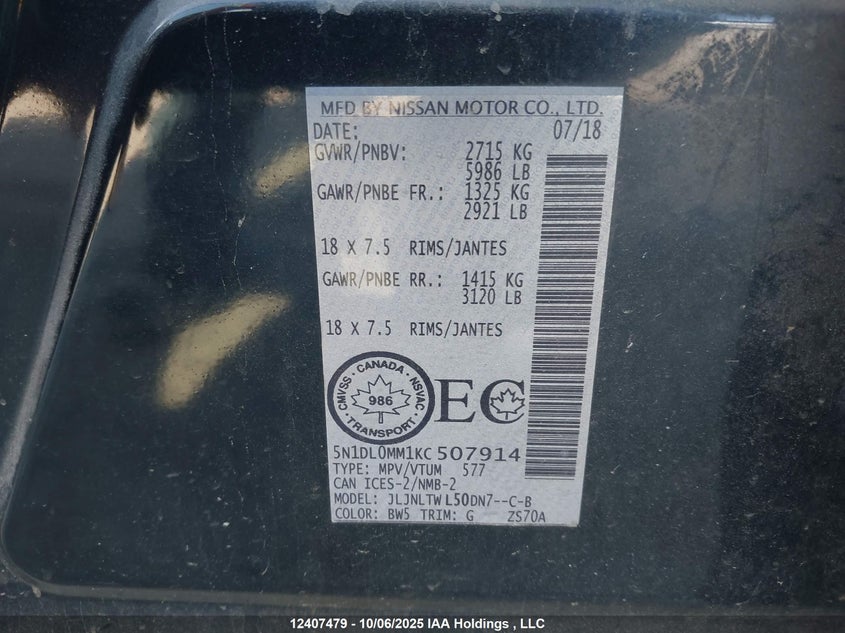 MFD BY NISSAN MOTOR CO., LTD.
DATE: 07/18
GVWR/PNBV: 2715 KG
5986 LB
GAWR/PNBE FR.: 1325 KG
2921 LB
18 X 7.5 RIMS/JANTES
GAWR/PNBE RR.: 1415 KG
3120 LB
18 X 7.5 RIMS/JANTES
CMVSS · CANADA · NSVAC
986
TRANSPORT
EC
5N1DL0MM1KC507914
TYPE: MPV/VTUM 577
CAN ICES-2/NMB-2
MODEL: JLJNLTWL50DN7--C-B
COLOR: BW5 TRIM: G ZS70A
12407479 - 10/06/2025 IAA Holdings , LLC